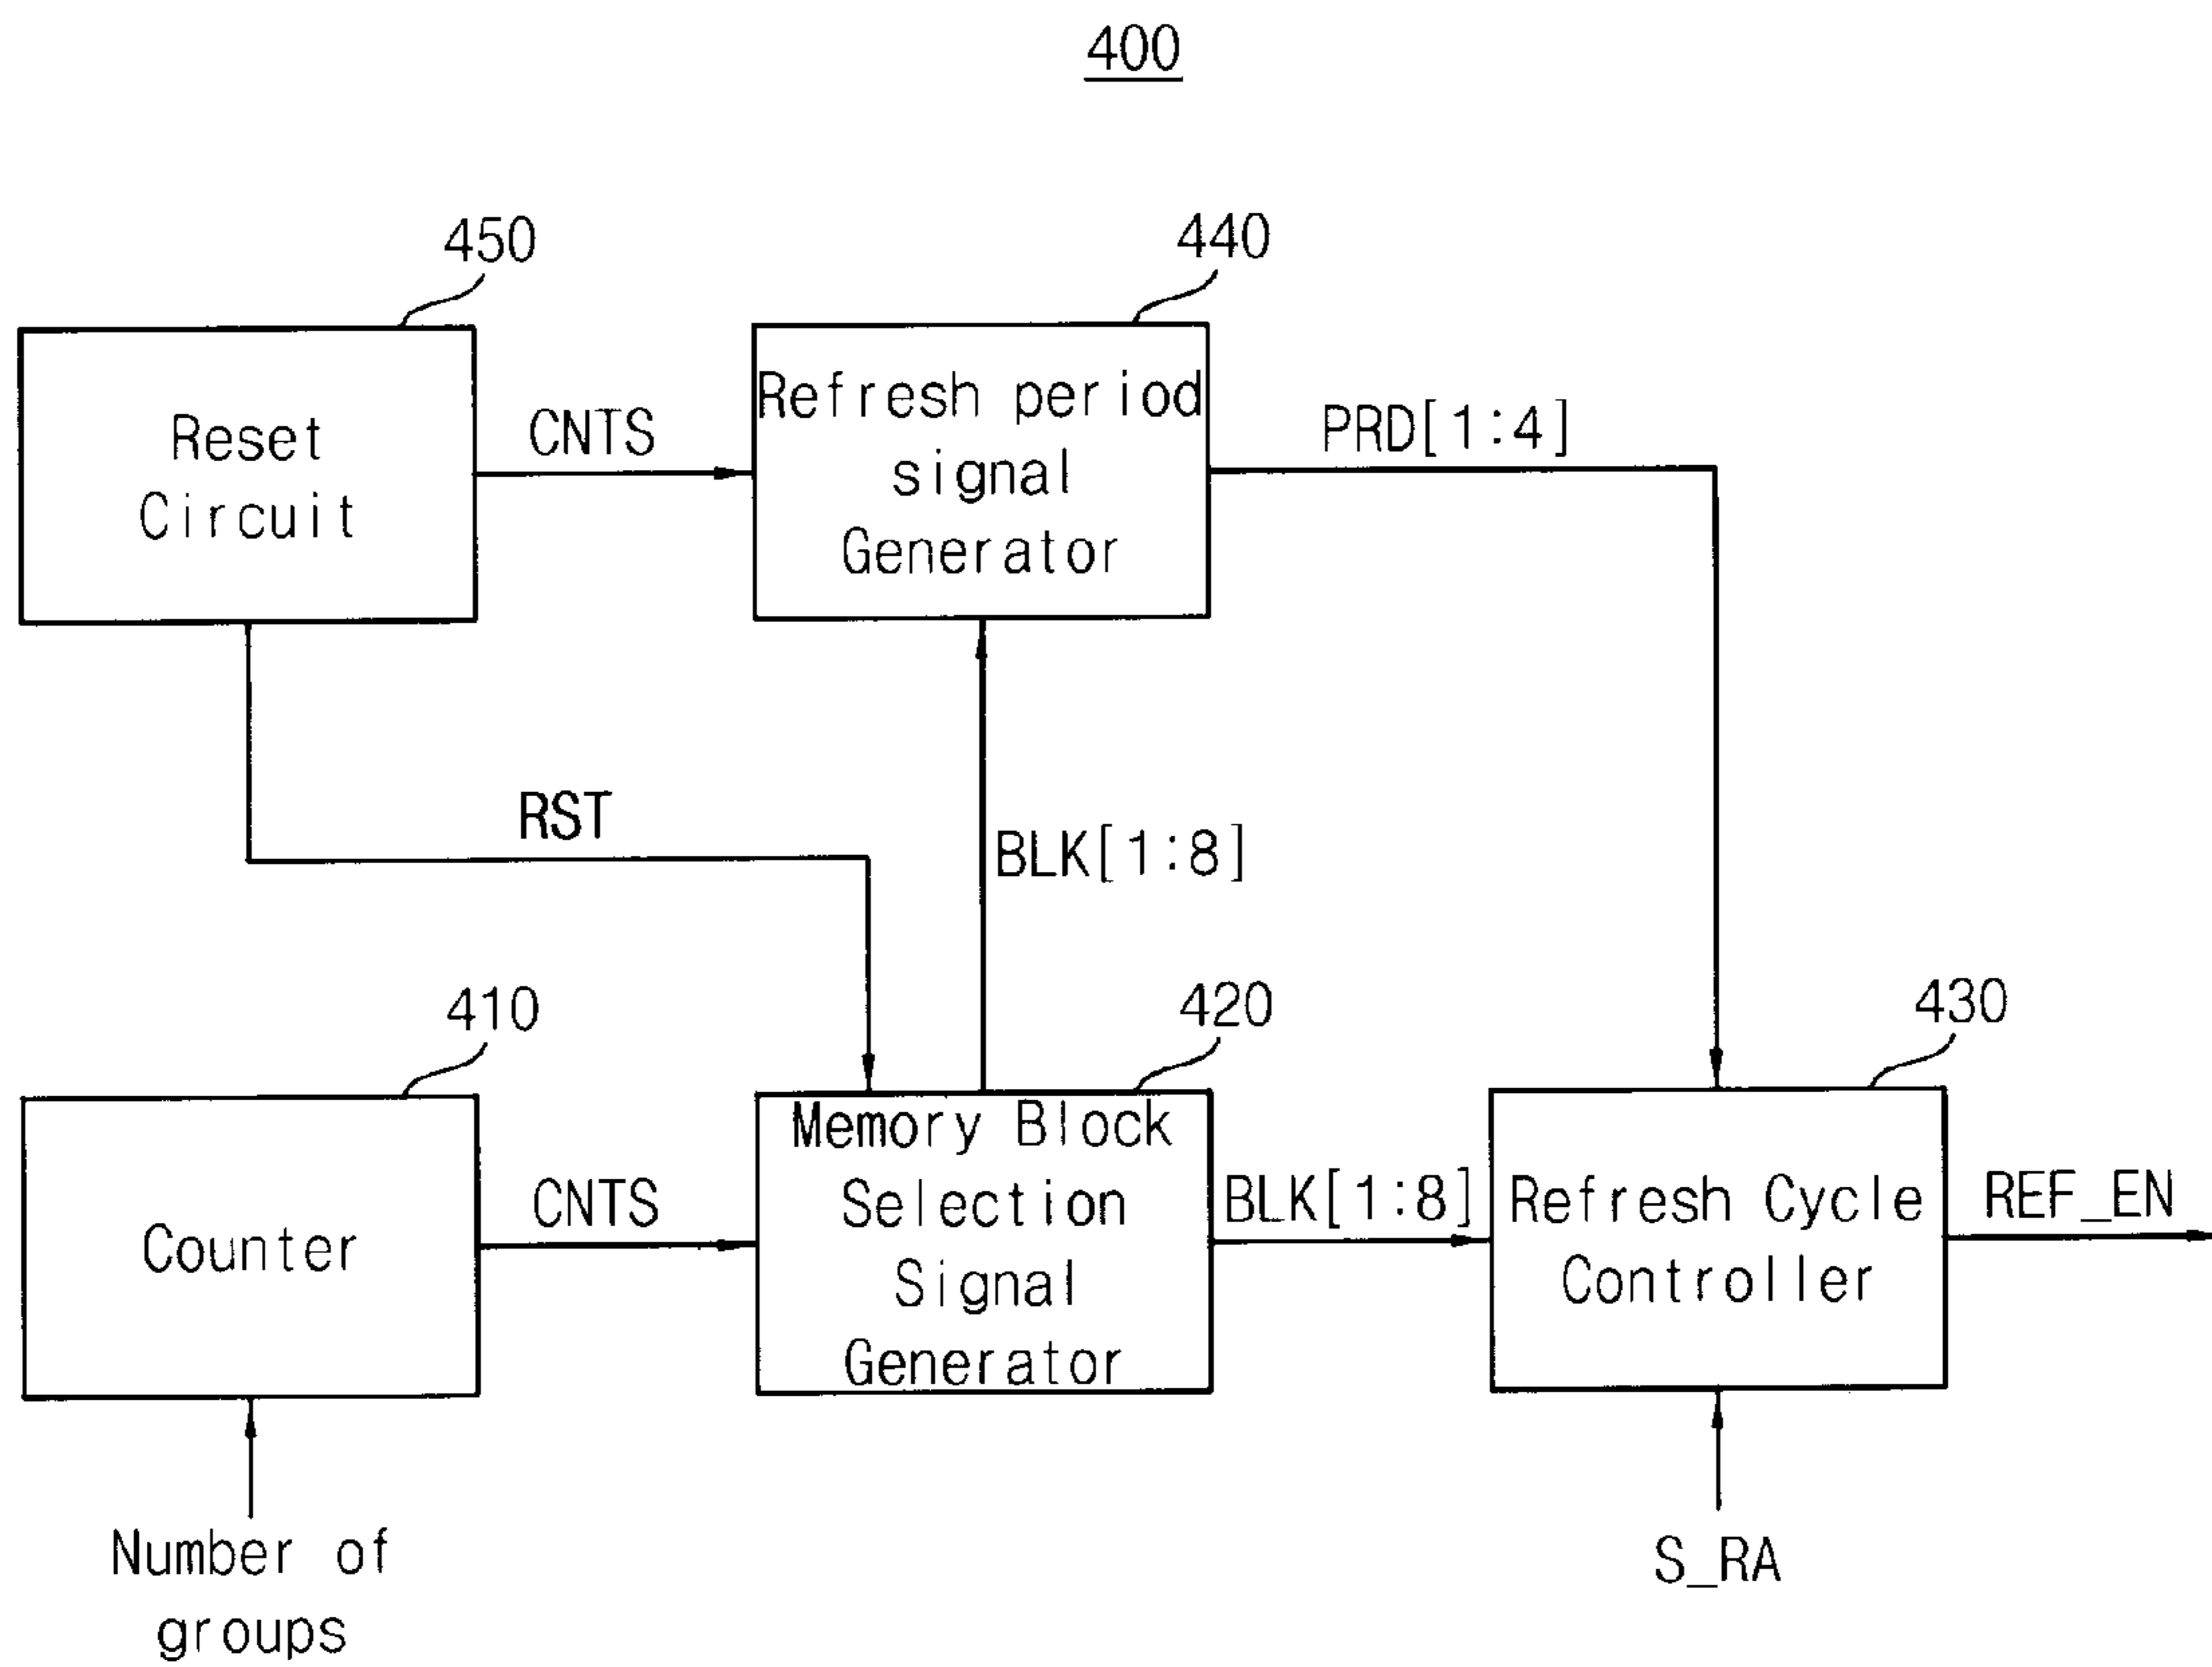 400
450
440
Reset
Circuit
CNTS
Refresh period
signal
Generator
PRD[1:4]
RST
BLK[1:8]
410
420
430
Counter
CNTS
Memory Block
Selection
Signal
Generator
BLK[1:8]
Refresh Cycle
Controller
REF_EN
Number of
groups
S_RA